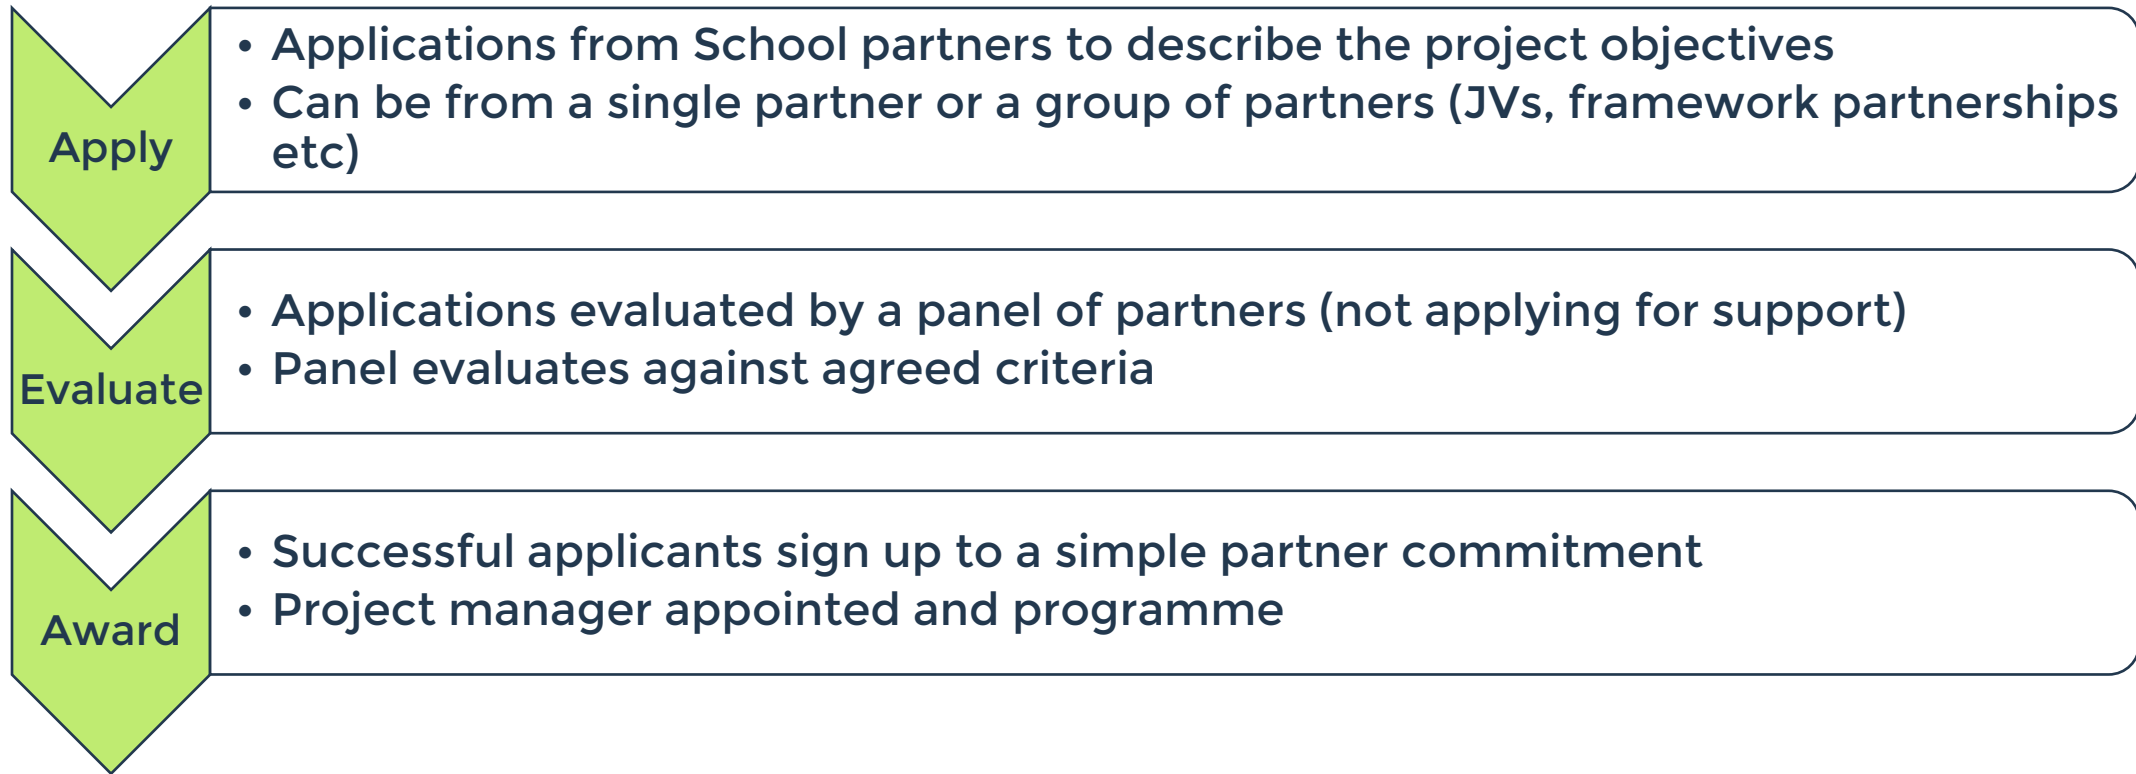 Apply
• Applications from School partners to describe the project objectives
• Can be from a single partner or a group of partners (JVs, framework partnerships
etc)
Evaluate
• Applications evaluated by a panel of partners (not applying for support)
• Panel evaluates against agreed criteria
Award
• Successful applicants sign up to a simple partner commitment
• Project manager appointed and programme